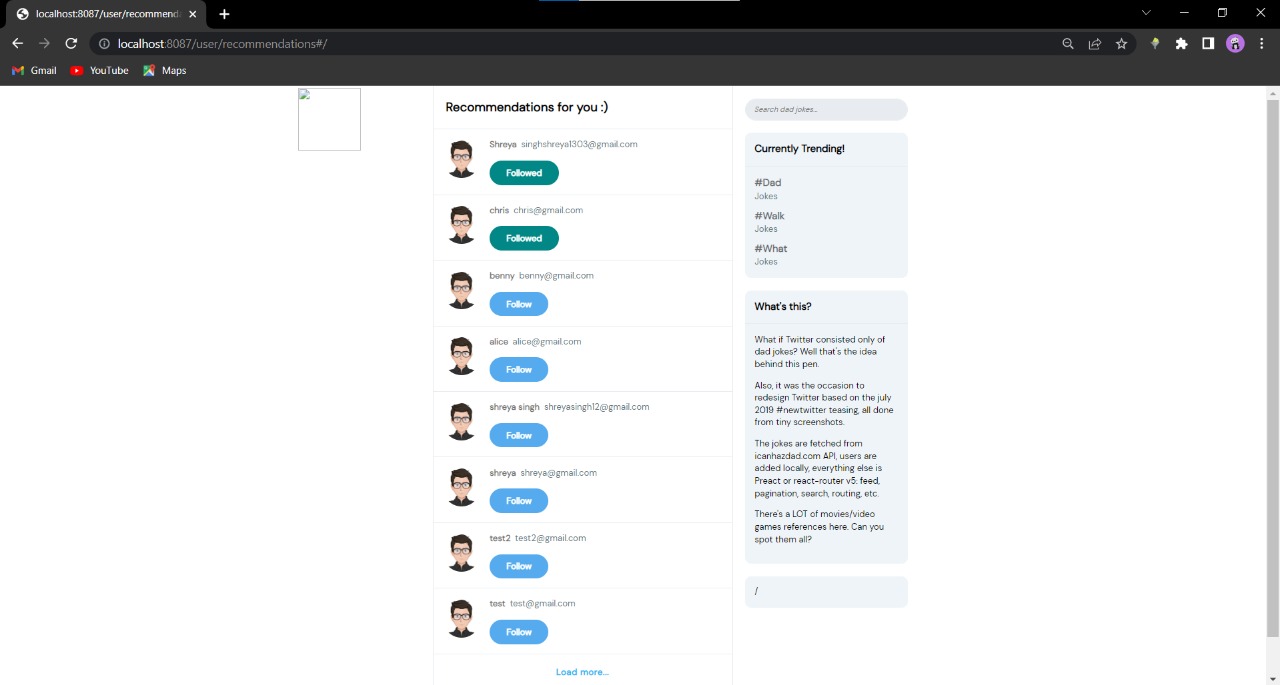 localhost:8087/user/recommenda
localhost:8087/user/recommendations#/
Gmail
YouTube
Maps
Recommendations for you :)
Shreya singhshreya1303@gmail.com
Followed
chris chris@gmail.com
Followed
benny benny@gmail.com
Follow
alice alice@gmail.com
Follow
shreya singh shreyasingh12@gmail.com
Follow
shreya shreya@gmail.com
Follow
test2 test2@gmail.com
Follow
test test@gmail.com
Follow
Load more...
Search dad jokes...
Currently Trending!
#Dad
Jokes
#Walk
Jokes
#What
Jokes
What's this?
What if Twitter consisted only of
dad jokes? Well that's the idea
behind this pen.
Also, it was the occasion to
redesign Twitter based on the july
2019 #newtwitter teasing, all done
from tiny screenshots.
The jokes are fetched from
icanhazdad.com API, users are
added locally, everything else is
Preact or react-router v5: feed,
pagination, search, routing, etc.
There's a LOT of movies/video
games references here. Can you
spot them all?
/